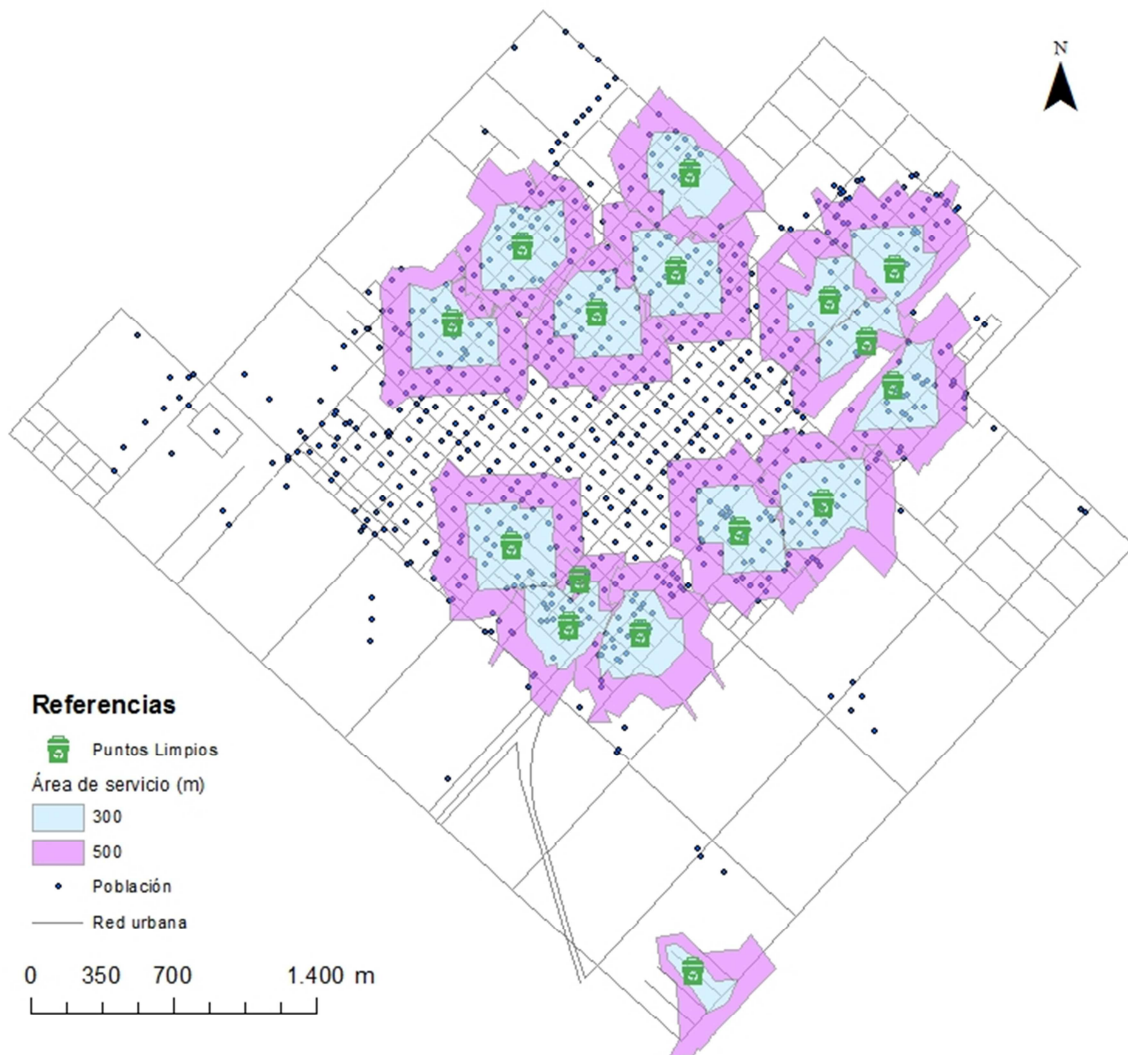 N
Referencias
Puntos Limpios
Área de servicio (m)
300
500
Población
Red urbana
0 350 700 1.400 m